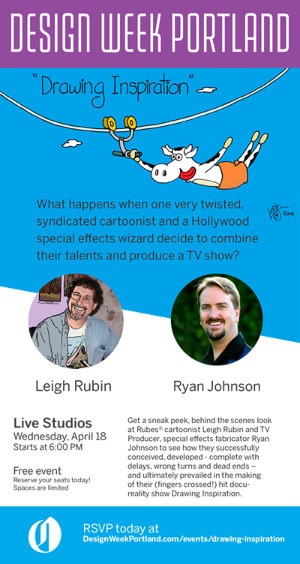 DESIGN WEEK PORTLAND
"Drawing Inspiration"
What happens when one very twisted,
syndicated cartoonist and a Hollywood
special effects wizard decide to combine
their talents and produce a TV show?
Leigh Rubin
Ryan Johnson
Live Studios
Wednesday, April 18
Starts at 6:00 PM
Free event
Reserve your seats today!
Spaces are limited
Get a sneak peek, behind the scenes look
at Rubes® cartoonist Leigh Rubin and TV
Producer, special effects fabricator Ryan
Johnson to see how they successfully
conceived, developed - complete with
delays, wrong turns and dead ends –
and ultimately prevailed in the making
of their (fingers crossed!) hit docu-
reality show Drawing Inspiration.
RSVP today at
DesignWeekPortland.com/events/drawing-inspiration